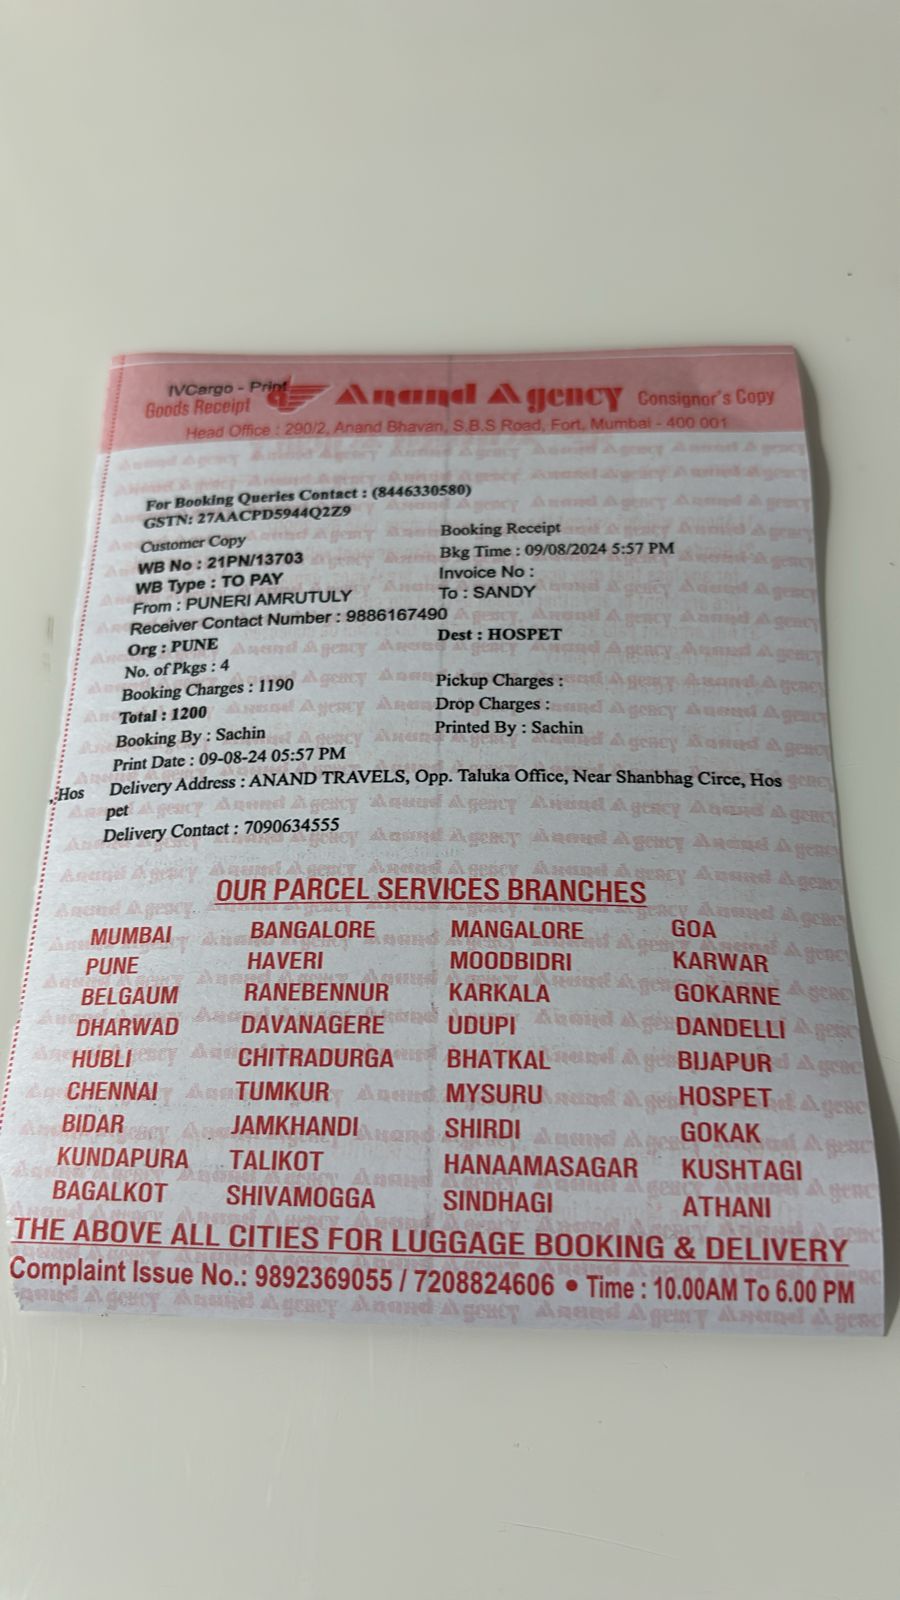 IVCargo - Print
Goods Receipt
Anand Agency
Consignor's Copy
Head Office : 290/2, Anand Bhavan, S.B.S Road, Fort, Mumbai - 400 001
For Booking Queries Contact : (8446330580)
GSTN: 27AACPD5944Q2Z9
Customer Copy Booking Receipt
WB No : 21PN/13703 Bkg Time : 09/08/2024 5:57 PM
WB Type : TO PAY Invoice No :
From : PUNERI AMRUTULY To : SANDY
Receiver Contact Number : 9886167490
Org : PUNE Dest : HOSPET
No. of Pkgs : 4
Booking Charges : 1190 Pickup Charges :
Total : 1200 Drop Charges :
Booking By : Sachin Printed By : Sachin
Print Date : 09-08-24 05:57 PM
, Hos Delivery Address : ANAND TRAVELS, Opp. Taluka Office, Near Shanbhag Circe, Hos
pet
Delivery Contact : 7090634555
OUR PARCEL SERVICES BRANCHES
MUMBAI BANGALORE MANGALORE GOA
PUNE HAVERI MOODBIDRI KARWAR
BELGAUM RANEBENNUR KARKALA GOKARNE
DHARWAD DAVANAGERE UDUPI DANDELLI
HUBLI CHITRADURGA BHATKAL BIJAPUR
CHENNAI TUMKUR MYSURU HOSPET
BIDAR JAMKHANDI SHIRDI GOKAK
KUNDAPURA TALIKOT HANAAMASAGAR KUSHTAGI
BAGALKOT SHIVAMOGGA SINDHAGI ATHANI
THE ABOVE ALL CITIES FOR LUGGAGE BOOKING & DELIVERY
Complaint Issue No.: 9892369055 / 7208824606 • Time : 10.00AM To 6.00 PM